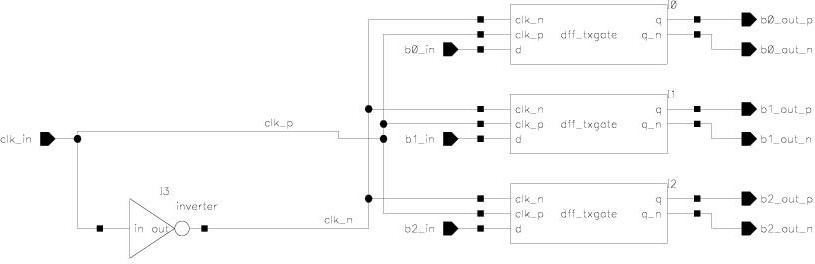 I0
clk_n q b0_out_p
clk_p dff_txgate q_n
b0_in d b0_out_n
I1
clk_n q b1_out_p
clk_p clk_p dff_txgate q_n
clk_in b1_in d b1_out_n
I2
I3
clk_n q b2_out_p
inverter
clk_p dff_txgate q_n
clk_n
in out b2_in d b2_out_n